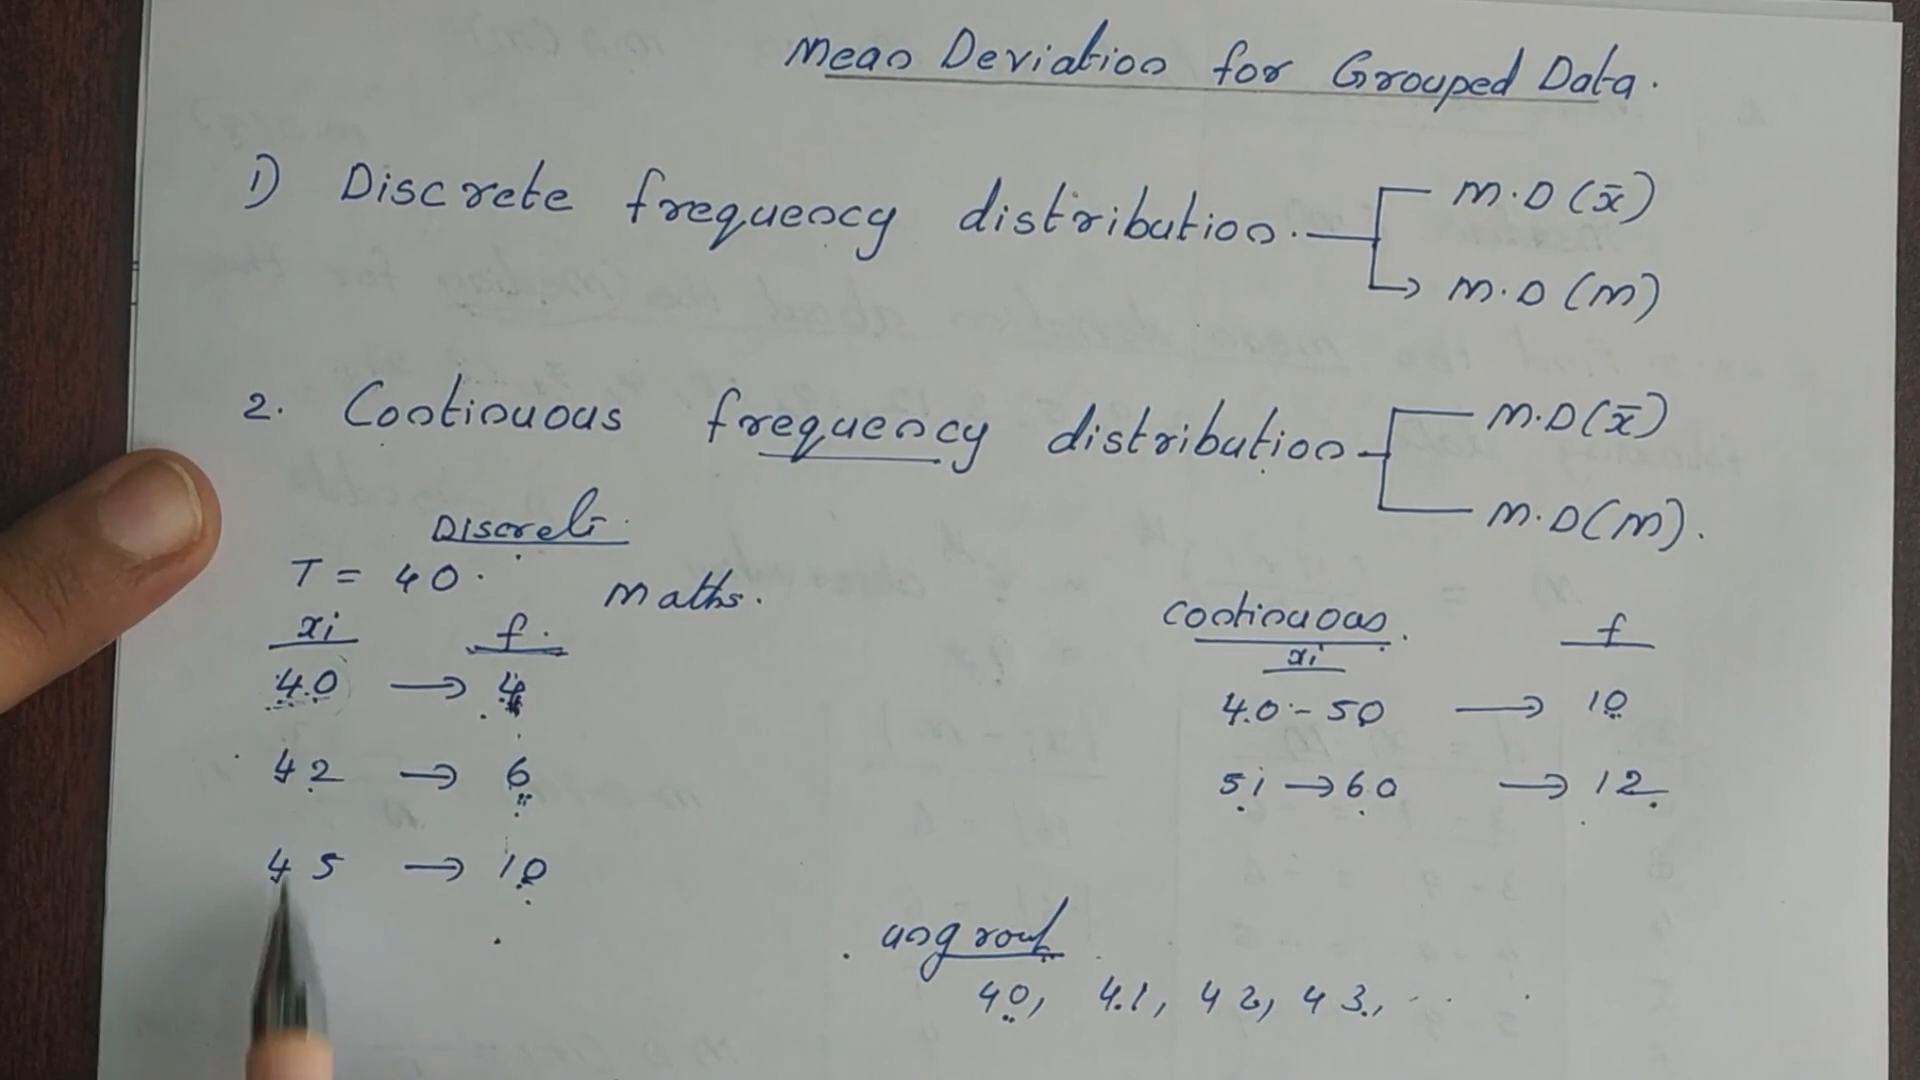 Mean Deviation for Grouped Data.
1) Discrete frequency distribution. M.D (x̄)
M.D (M)
2. Continuous frequency distribution M.D(x̄)
M.D(M).
Discrete
T = 40. Maths.
xi f.
40 → 4
42 → 6
45 → 10
continuous. f
xi
40 - 50 → 10
51 → 60 → 12
40, 41, 42, 43, ...